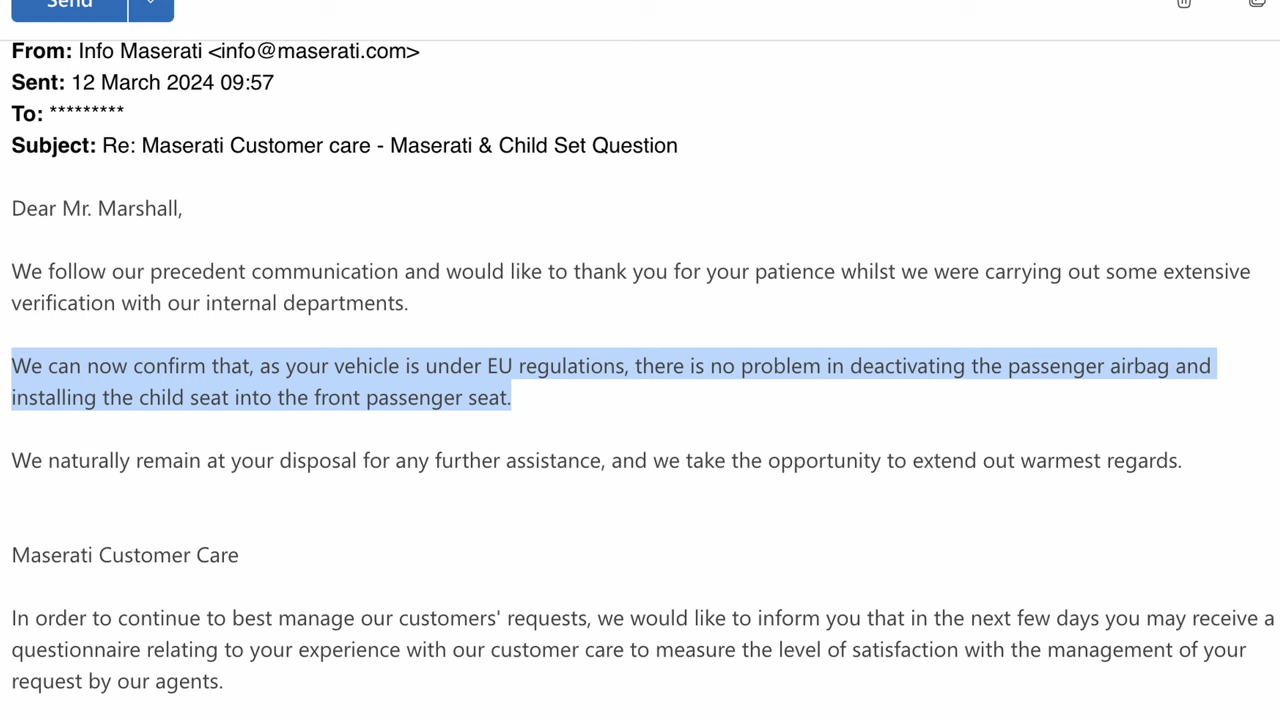 Send
From: Info Maserati <info@maserati.com>
Sent: 12 March 2024 09:57
To: *********
Subject: Re: Maserati Customer care - Maserati & Child Set Question
Dear Mr. Marshall,
We follow our precedent communication and would like to thank you for your patience whilst we were carrying out some extensive
verification with our internal departments.
We can now confirm that, as your vehicle is under EU regulations, there is no problem in deactivating the passenger airbag and
installing the child seat into the front passenger seat.
We naturally remain at your disposal for any further assistance, and we take the opportunity to extend out warmest regards.
Maserati Customer Care
In order to continue to best manage our customers' requests, we would like to inform you that in the next few days you may receive a
questionnaire relating to your experience with our customer care to measure the level of satisfaction with the management of your
request by our agents.